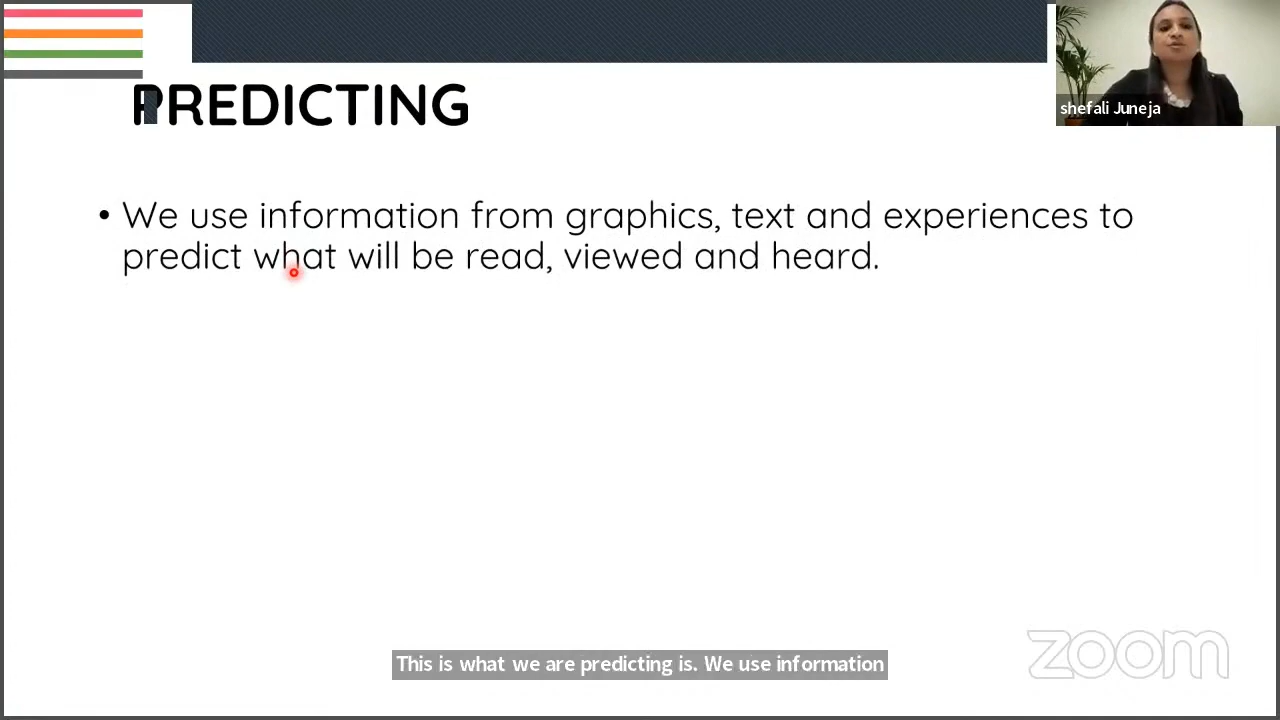 shefali Juneja
PREDICTING
• We use information from graphics, text and experiences to
predict what will be read, viewed and heard.
This is what we are predicting is. We use information
zoom